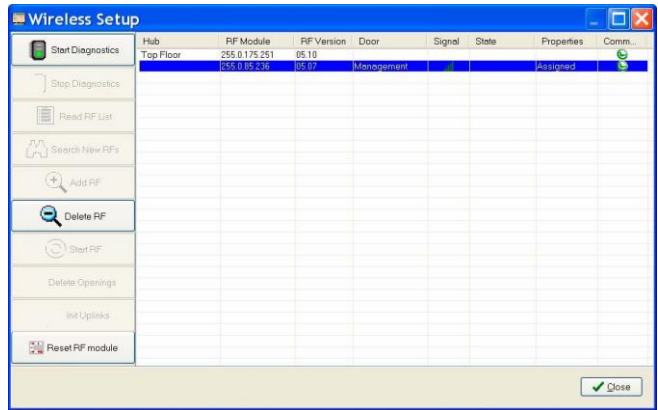 Wireless Setup
Start Diagnostics
Stop Diagnostics
Read RF List
Search New RFs
Add RF
Delete RF
Start RF
Delete Openings
Init Uplinks
Reset RF module
Hub RF Module RF Version Door Signal State Properties Comm...
Top Floor 255.0.175.251 05.10
255.0.85.236 05.07 Management Assigned
Close